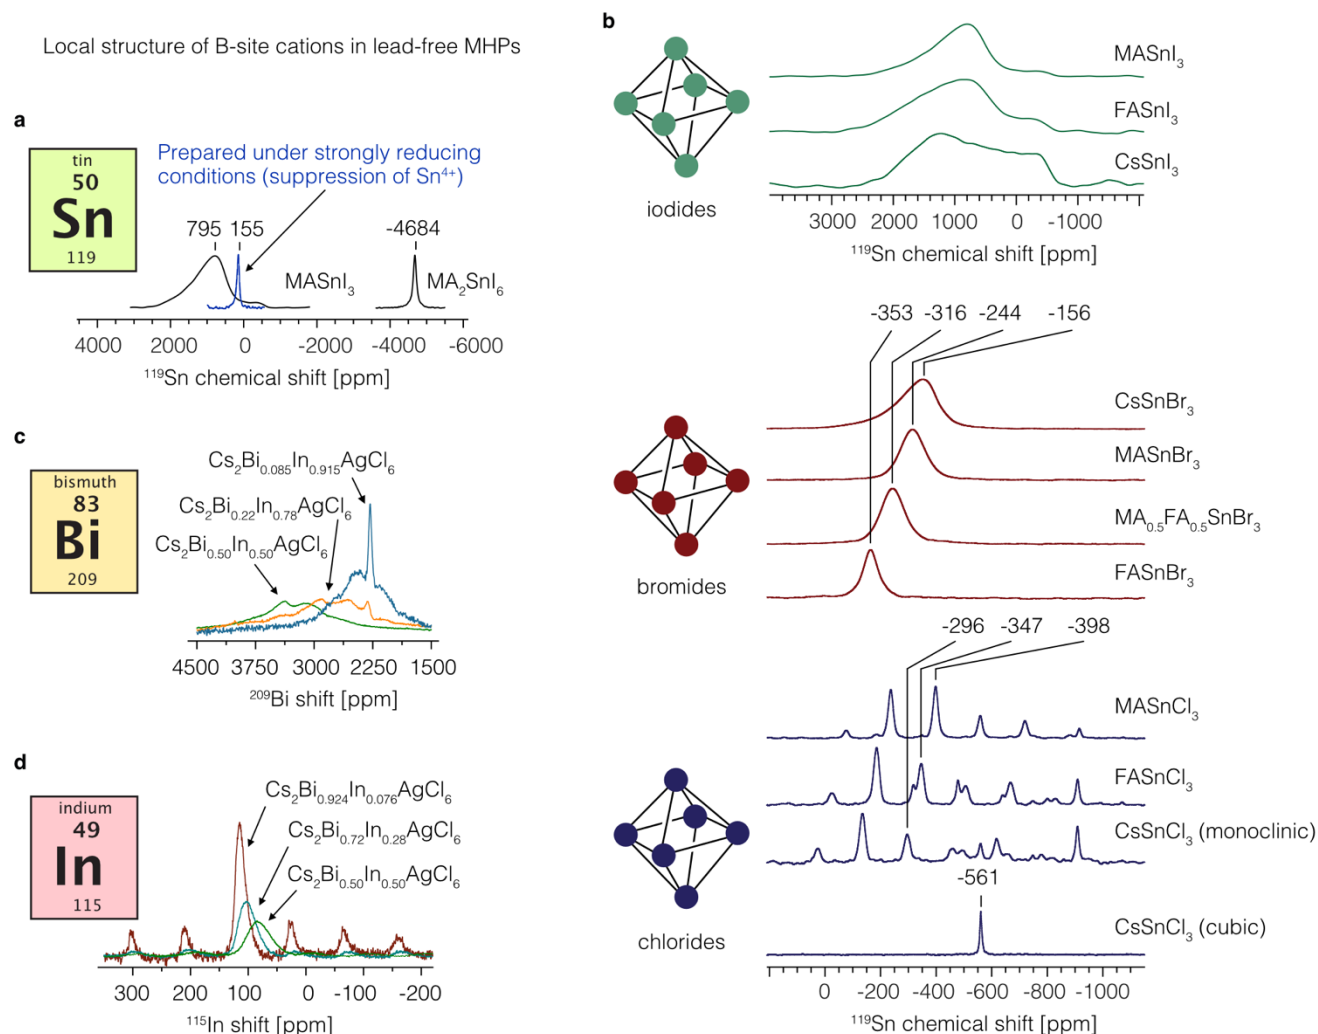 Local structure of B-site cations in lead-free MHPs
a
tin
50
Sn
119
Prepared under strongly reducing
conditions (suppression of Sn⁴⁺)
795 155 -4684
MASnI₃ MA₂SnI₆
4000 2000 0 -2000 -4000 -6000
¹¹⁹Sn chemical shift [ppm]
b
iodides
MASnI₃
FASnI₃
CsSnI₃
3000 2000 1000 0 -1000
¹¹⁹Sn chemical shift [ppm]
bromides
-353 -316 -244 -156
CsSnBr₃
MASnBr₃
MA₀.₅FA₀.₅SnBr₃
FASnBr₃
chlorides
-296 -347 -398
MASnCl₃
FASnCl₃
CsSnCl₃ (monoclinic)
-561
CsSnCl₃ (cubic)
0 -200 -400 -600 -800 -1000
¹¹⁹Sn chemical shift [ppm]
c
bismuth
83
Bi
209
Cs₂Bi₀.₀₈₅In₀.₉₁₅AgCl₆
Cs₂Bi₀.₂₂In₀.₇₈AgCl₆
Cs₂Bi₀.₅₀In₀.₅₀AgCl₆
4500 3750 3000 2250 1500
²⁰⁹Bi shift [ppm]
d
indium
49
In
115
Cs₂Bi₀.₉₂₄In₀.₀₇₆AgCl₆
Cs₂Bi₀.₇₂In₀.₂₈AgCl₆
Cs₂Bi₀.₅₀In₀.₅₀AgCl₆
300 200 100 0 -100 -200
¹¹⁵In shift [ppm]